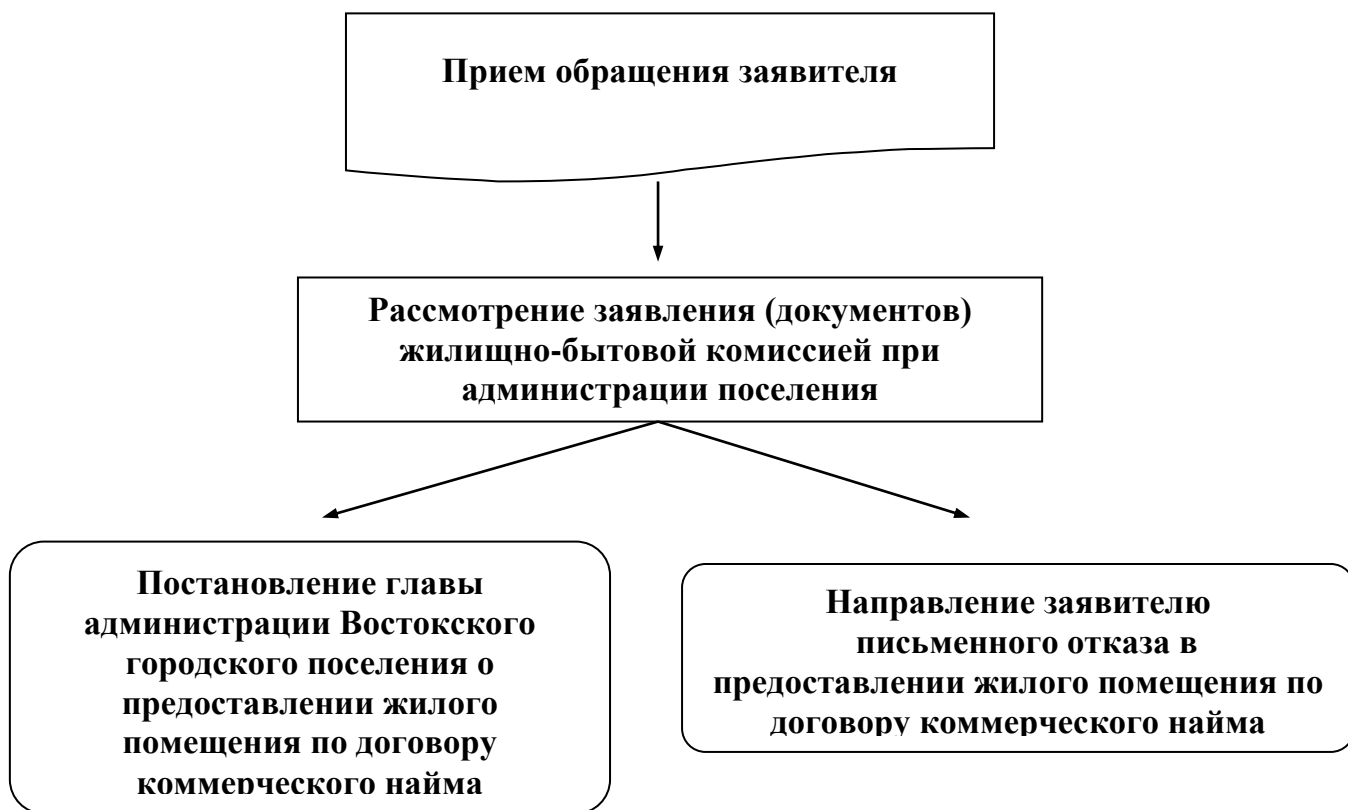 Прием обращения заявителя
Рассмотрение заявления (документов)
жилищно-бытовой комиссией при
администрации поселения
Постановление главы
администрации Востокского
городского поселения о
предоставлении жилого
помещения по договору
коммерческого найма
Направление заявителю
письменного отказа в
предоставлении жилого помещения по
договору коммерческого найма